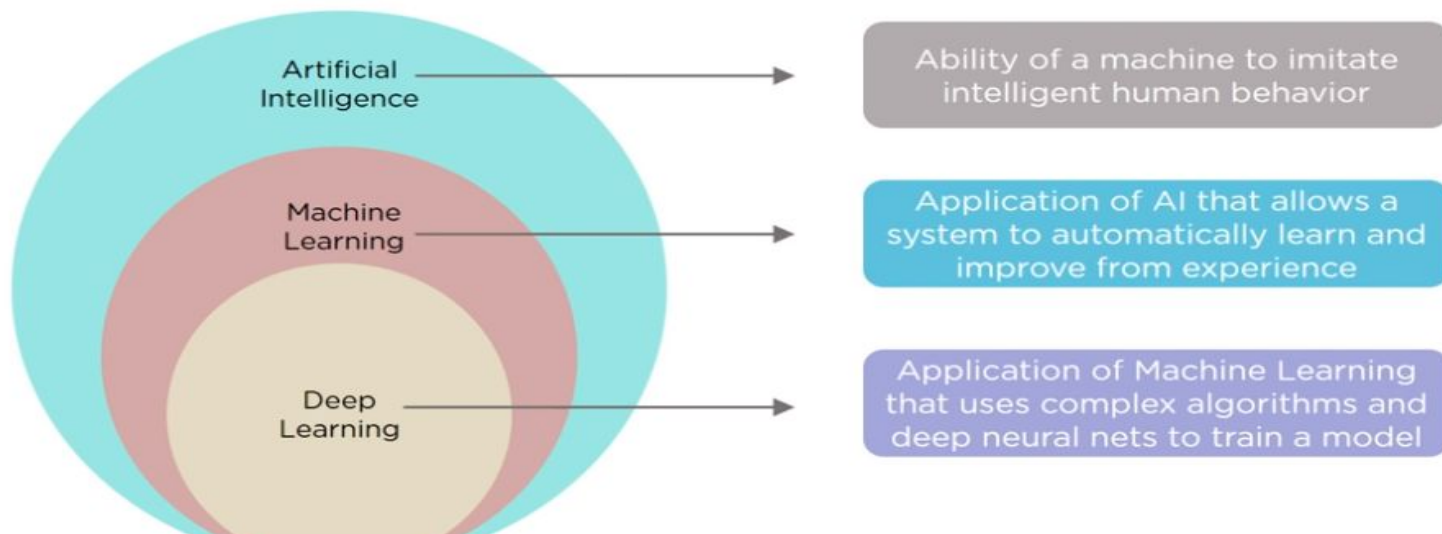 Artificial
Intelligence
Ability of a machine to imitate
intelligent human behavior
Machine
Learning
Application of AI that allows a
system to automatically learn and
improve from experience
Deep
Learning
Application of Machine Learning
that uses complex algorithms and
deep neural nets to train a model